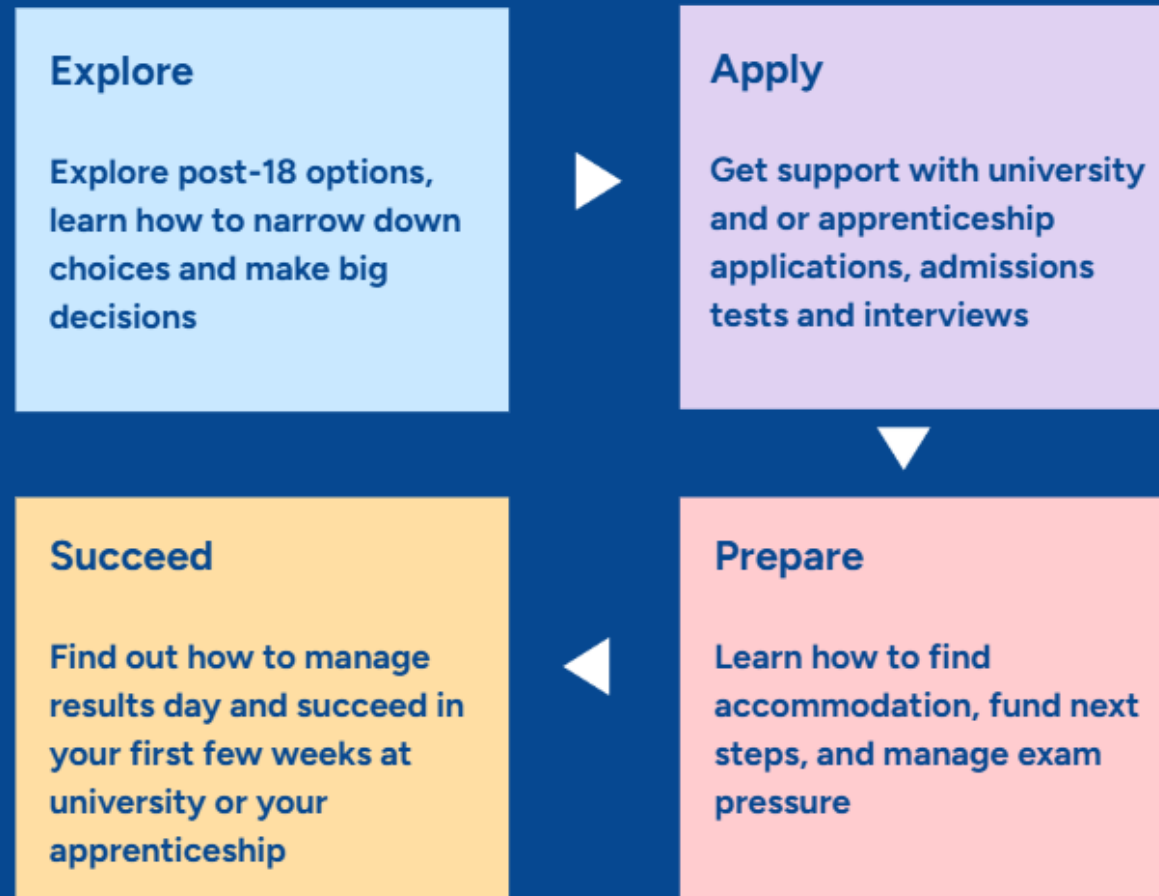 Explore
Explore post-18 options,
learn how to narrow down
choices and make big
decisions
Apply
Get support with university
and or apprenticeship
applications, admissions
tests and interviews
Prepare
Learn how to find
accommodation, fund next
steps, and manage exam
pressure
Succeed
Find out how to manage
results day and succeed in
your first few weeks at
university or your
apprenticeship